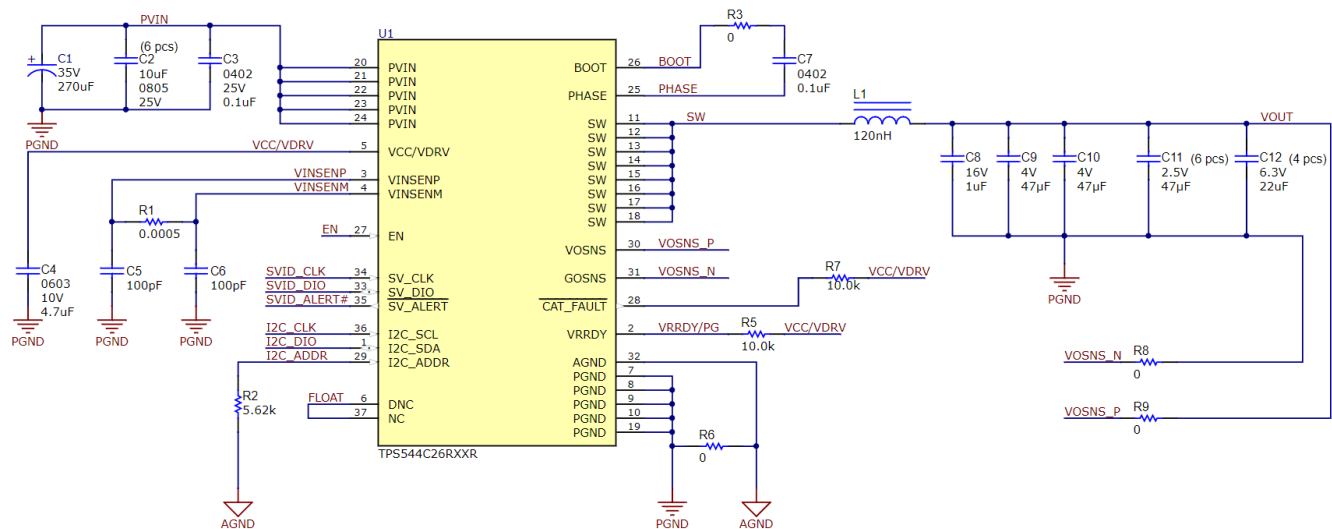 PVIN
C1
35V
270uF
(6 pcs)
C2
10uF
0805
25V
C3
0402
25V
0.1uF
PGND
VCC/VDRV
VINSENP
VINSENM
R1
0.0005
C4
0603
10V
4.7uF
PGND
C5
100pF
PGND
C6
100pF
PGND
EN
SVID_CLK
SVID_DIO
SVID_ALERT#
I2C_CLK
I2C_DIO
I2C_ADDR
R2
5.62k
AGND
FLOAT
U1
20 PVIN
21 PVIN
22 PVIN
23 PVIN
24 PVIN
5 VCC/VDRV
3 VINSENP
4 VINSENM
27 EN
34 SV_CLK
33 SV_DIO
35 SV_ALERT
36 I2C_SCL
1 I2C_SDA
29 I2C_ADDR
6 DNC
37 NC
TPS544C26RXXR
BOOT 26 BOOT
PHASE 25 PHASE
SW 11 SW
SW 12
SW 13
SW 14
SW 15
SW 16
SW 17
SW 18
VOSNS 30 VOSNS_P
GOSNS 31 VOSNS_N
CAT_FAULT 28
VRRDY 2 VRRDY/PG
AGND 32
PGND 7
PGND 8
PGND 9
PGND 10
PGND 19
R3
0
C7
0402
0.1uF
L1
120nH
VOUT
C8
16V
1uF
C9
4V
47µF
C10
4V
47µF
C11 (6 pcs)
2.5V
47µF
C12 (4 pcs)
6.3V
22uF
PGND
R7
10.0k
VCC/VDRV
R5
10.0k
VCC/VDRV
R6
0
PGND
AGND
VOSNS_N
R8
0
VOSNS_P
R9
0
+